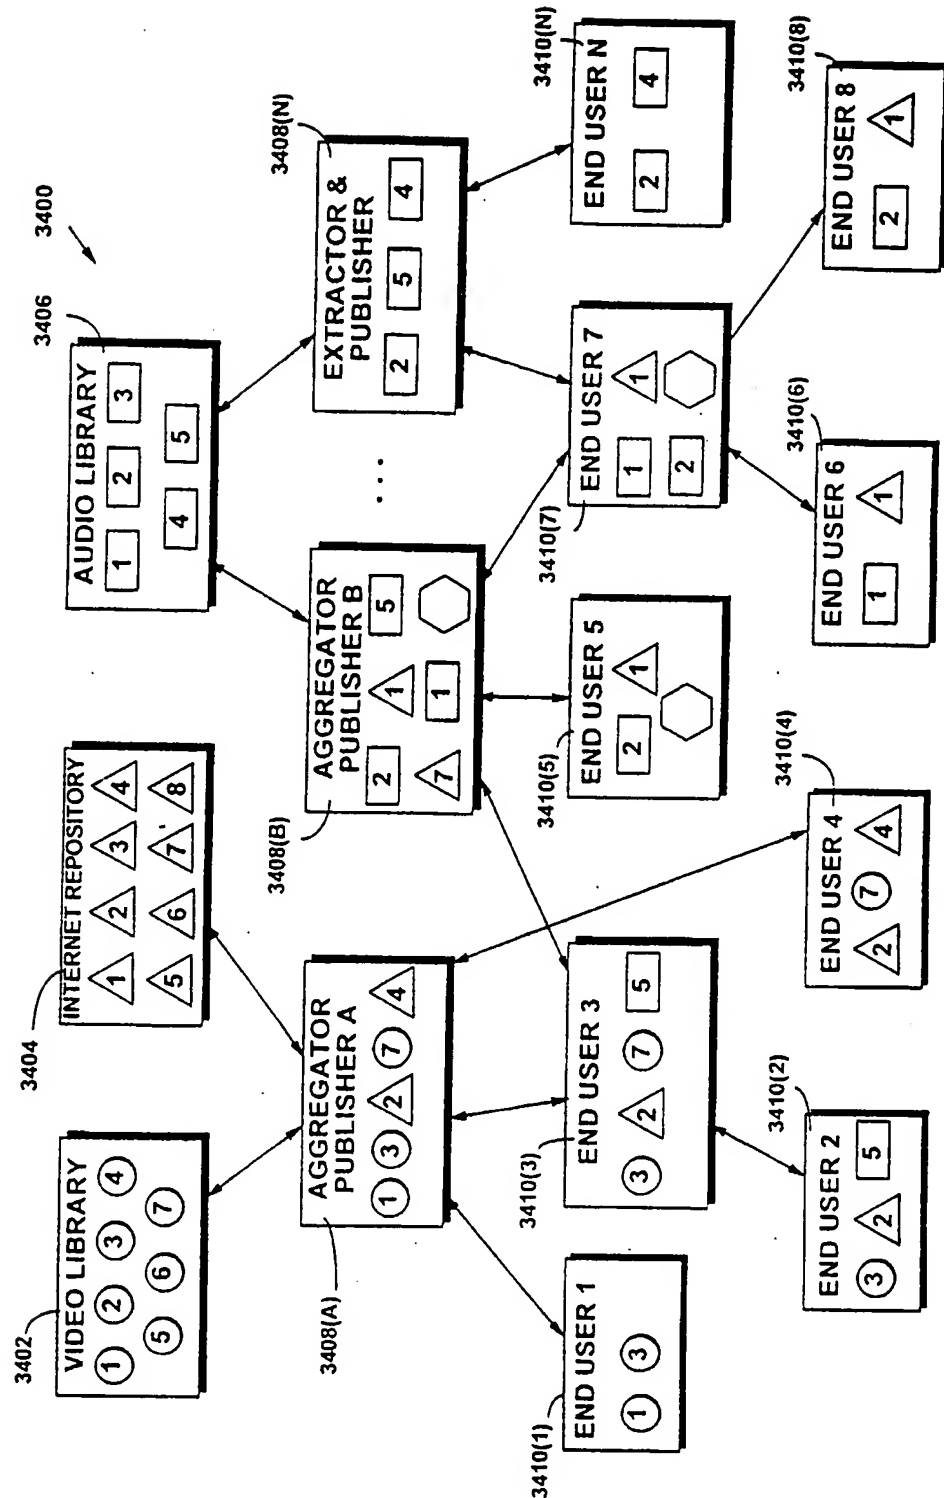 3400
3402
VIDEO LIBRARY
1 2 3 4
5 6 7
3404
INTERNET REPOSITORY
1 2 3 4
5 6 7 8
3406
AUDIO LIBRARY
1 2 3
4 5
3408(A)
AGGREGATOR
PUBLISHER A
1 3 2 7 4
3408(B)
AGGREGATOR
PUBLISHER B
2 1 5
7 1
...
3408(N)
EXTRACTOR &
PUBLISHER
2 5 4
3410(1)
END USER 1
1 3
3410(3)
END USER 3
3 2 7 5
3410(5)
END USER 5
2 1
3410(7)
END USER 7
1 1
2
3410(N)
END USER N
2 4
3410(2)
END USER 2
3 2 5
3410(4)
END USER 4
2 7 4
3410(6)
END USER 6
1 1
3410(8)
END USER 8
2 1